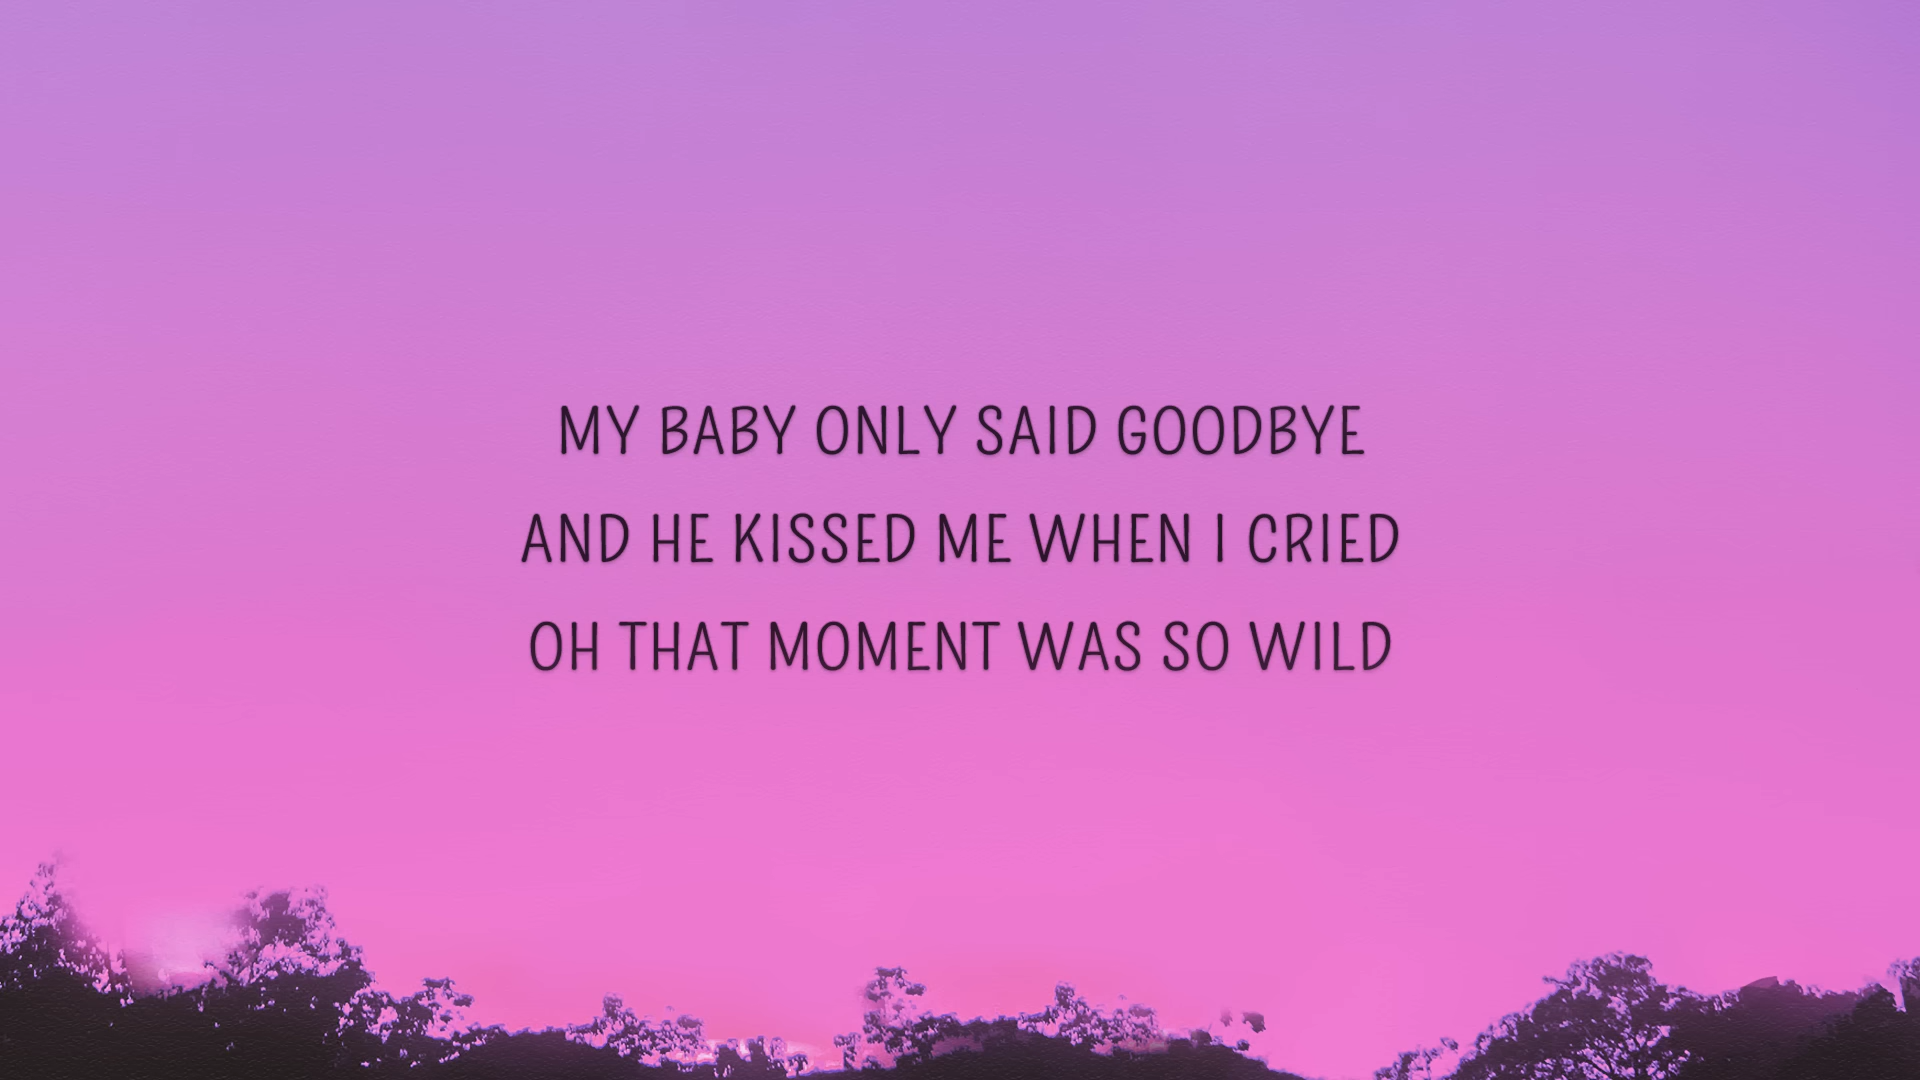 MY BABY ONLY SAID GOODBYE
AND HE KISSED ME WHEN I CRIED
OH THAT MOMENT WAS SO WILD